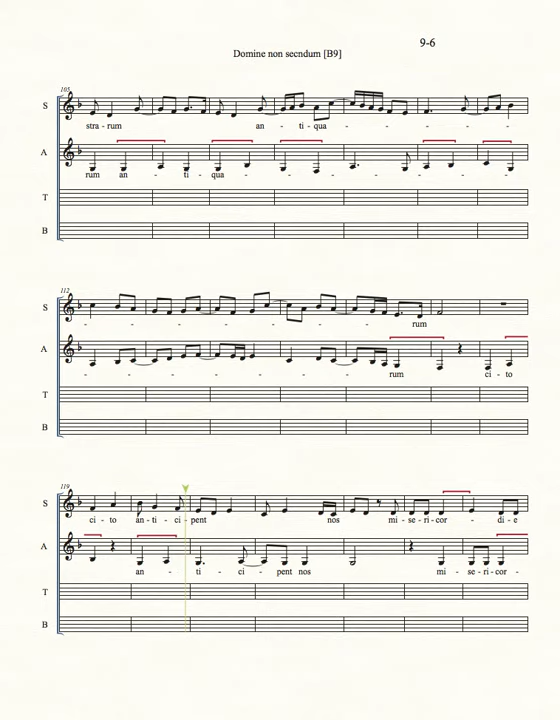 9-6
Domine non secndum [B9]
105
S
stra - rum an - ti - qua - - - - -
A
rum an - ti - qua - - - - - - -
T
B
112
S
- - - - - - rum
A
- - - - - - rum ci - to
T
B
119
S
ci - to an - ti - ci - pent nos mi - se - ri - cor - di - e
A
an - ti - ci - pent nos mi - se - ri - cor -
T
B